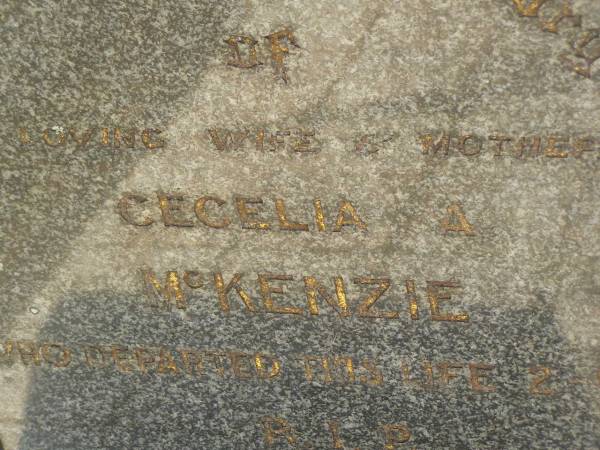 OF
LOVING WIFE & MOTHER
CECELIA A
McKENZIE
WHO DEPARTED THIS LIFE 2-
R.I.P.